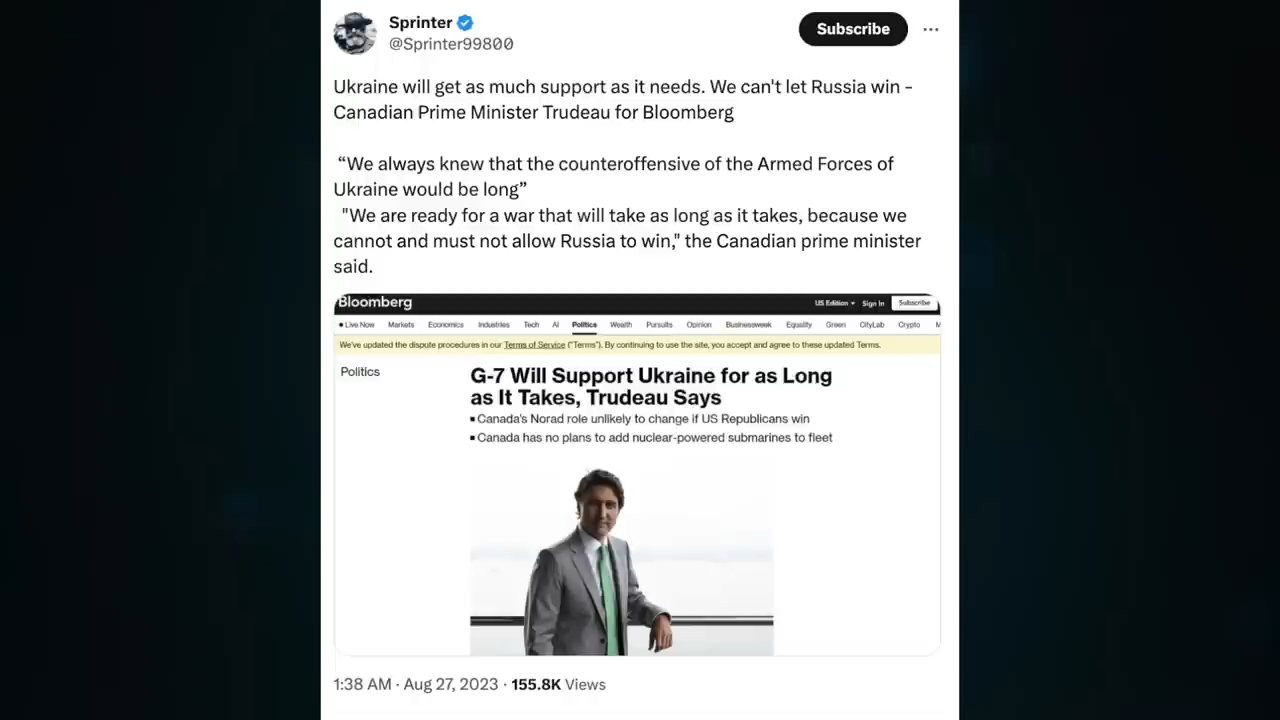 Sprinter
@Sprinter99800
Subscribe
Ukraine will get as much support as it needs. We can't let Russia win -
Canadian Prime Minister Trudeau for Bloomberg
“We always knew that the counteroffensive of the Armed Forces of
Ukraine would be long”
"We are ready for a war that will take as long as it takes, because we
cannot and must not allow Russia to win," the Canadian prime minister
said.
Bloomberg
US Edition Sign In Subscribe
Live Now Markets Economics Industries Tech AI Politics Wealth Pursuits Opinion Businessweek Equality Green CityLab Crypto M
We've updated the dispute procedures in our Terms of Service ("Terms"). By continuing to use the site, you accept and agree to these updated Terms.
Politics
G-7 Will Support Ukraine for as Long
as It Takes, Trudeau Says
▪ Canada's Norad role unlikely to change if US Republicans win
▪ Canada has no plans to add nuclear-powered submarines to fleet
1:38 AM · Aug 27, 2023 · 155.8K Views